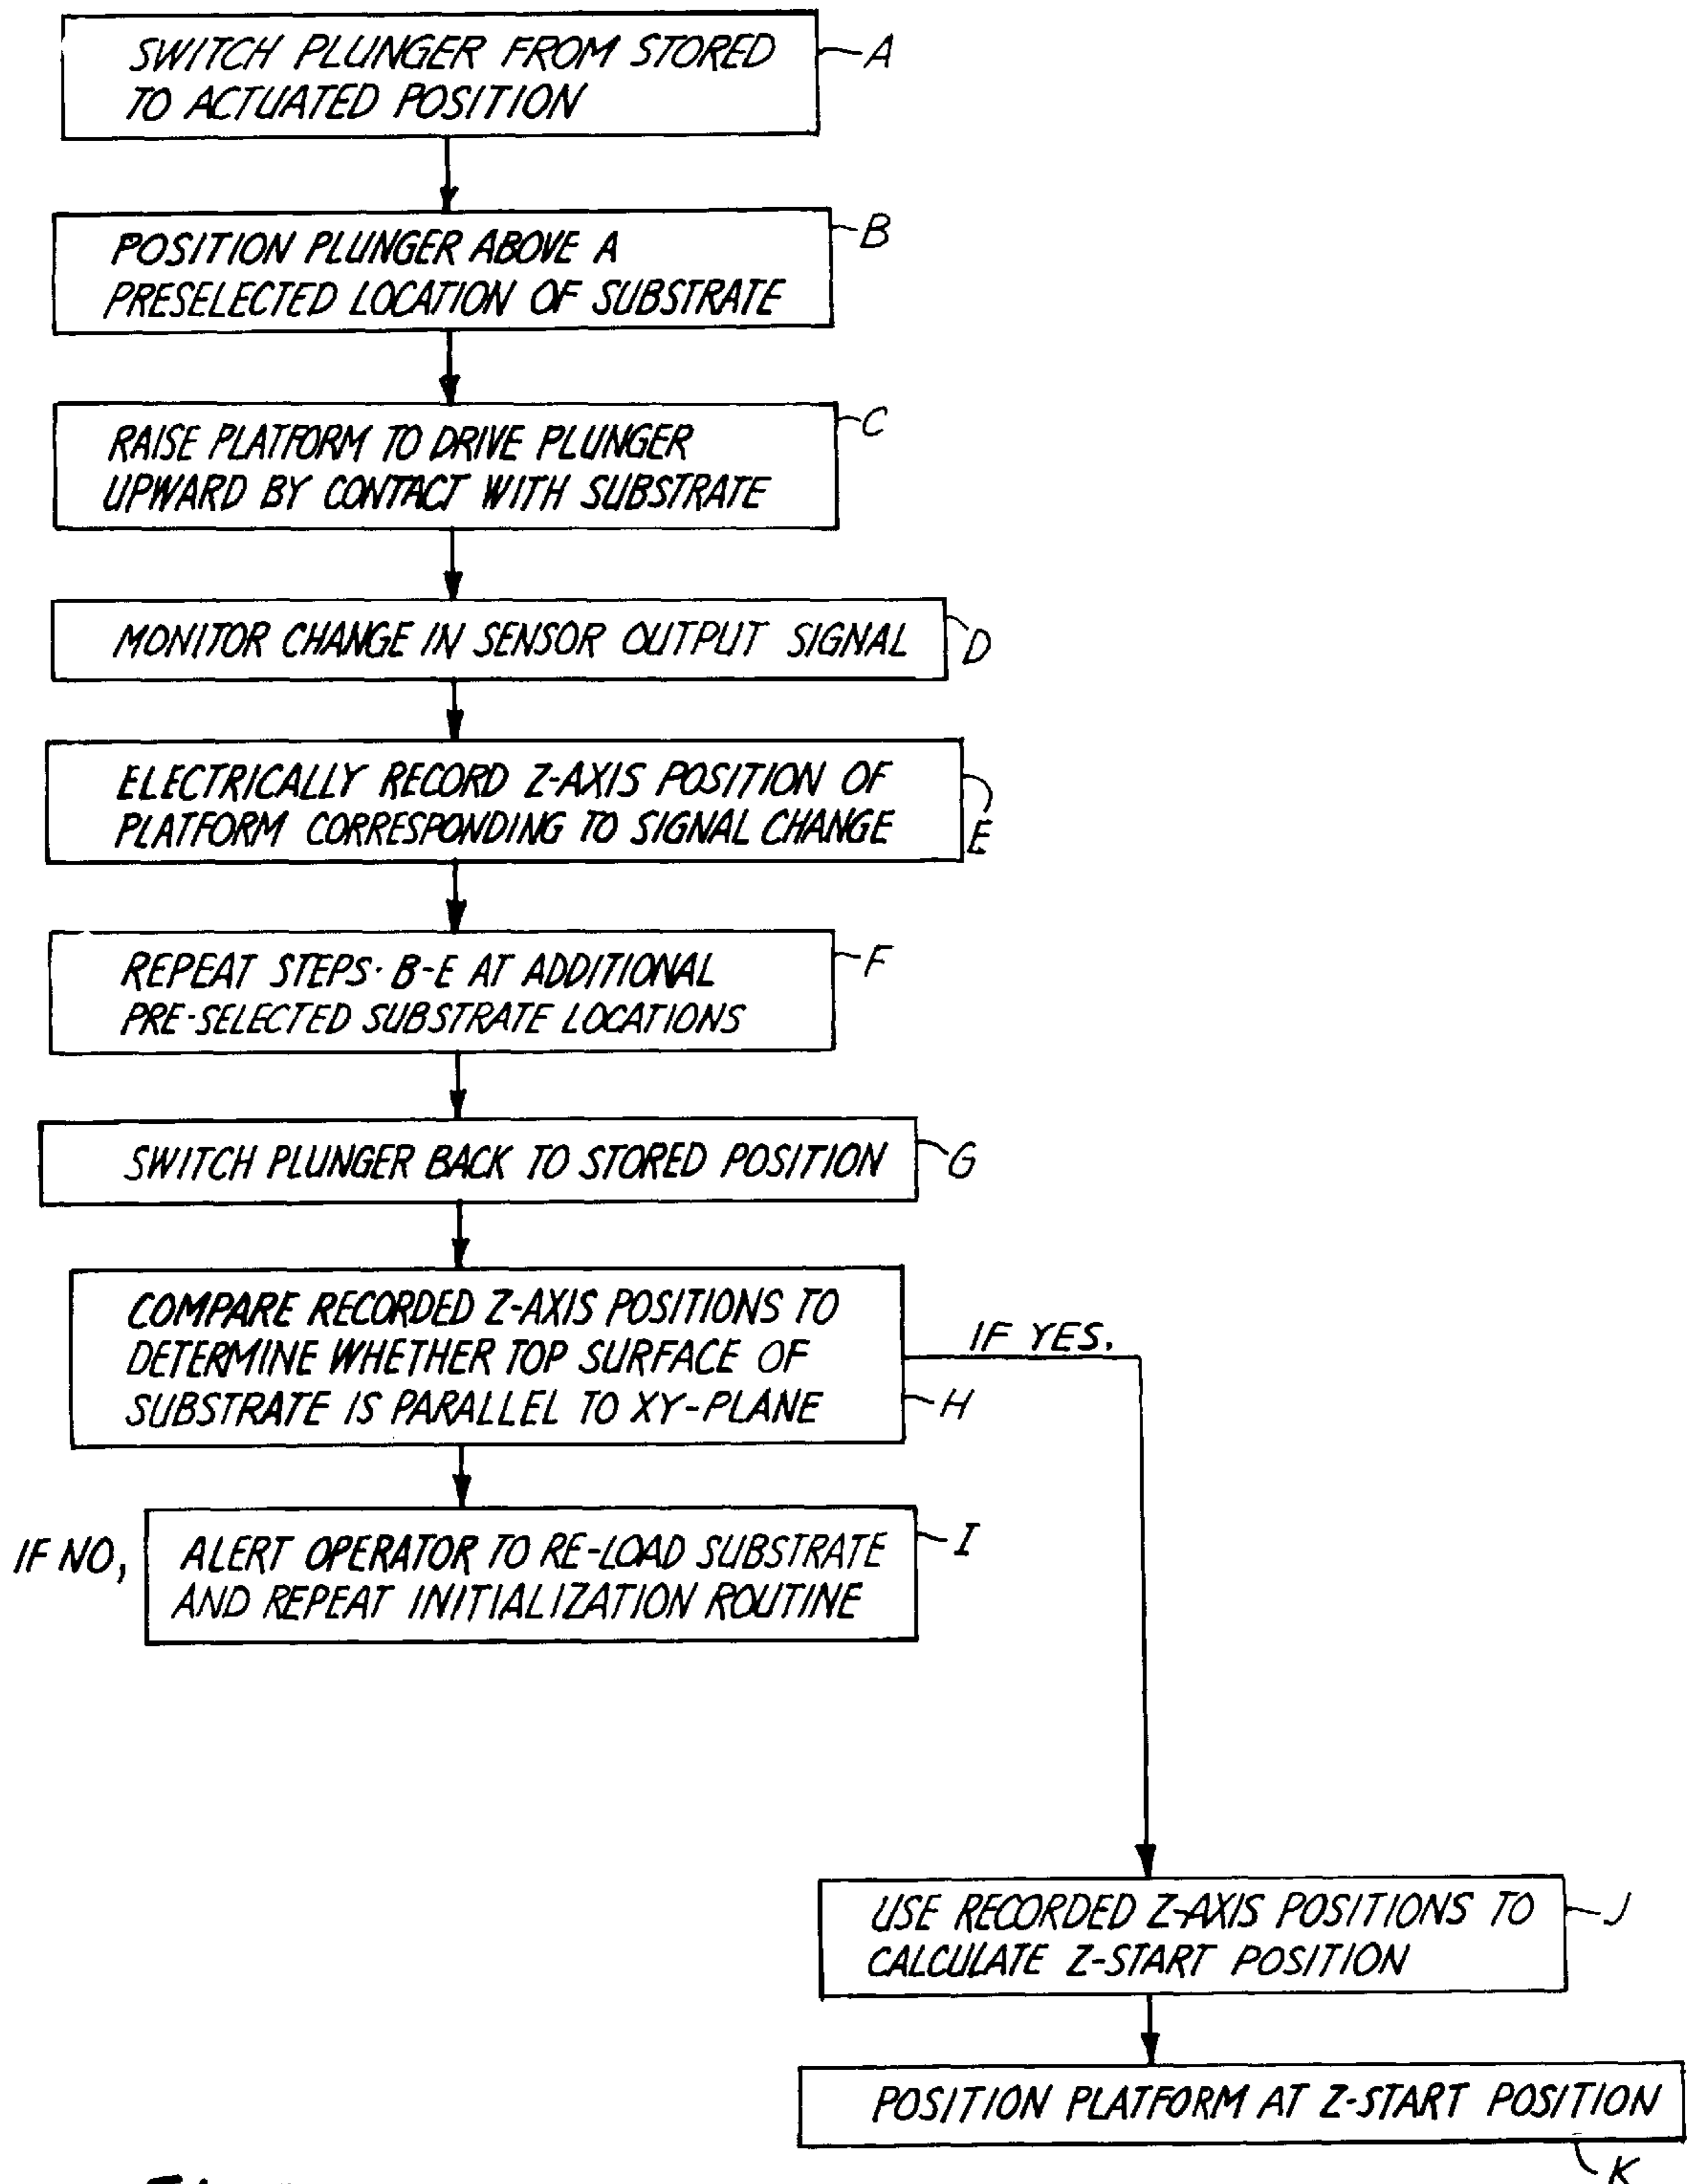 SWITCH PLUNGER FROM STORED
TO ACTUATED POSITION
A
POSITION PLUNGER ABOVE A
PRESELECTED LOCATION OF SUBSTRATE
B
RAISE PLATFORM TO DRIVE PLUNGER
UPWARD BY CONTACT WITH SUBSTRATE
C
MONITOR CHANGE IN SENSOR OUTPUT SIGNAL
D
ELECTRICALLY RECORD Z-AXIS POSITION OF
PLATFORM CORRESPONDING TO SIGNAL CHANGE
E
REPEAT STEPS· B-E AT ADDITIONAL
PRE-SELECTED SUBSTRATE LOCATIONS
F
SWITCH PLUNGER BACK TO STORED POSITION
G
COMPARE RECORDED Z-AXIS POSITIONS TO
DETERMINE WHETHER TOP SURFACE OF
SUBSTRATE IS PARALLEL TO XY-PLANE
H
IF YES,
IF NO,
ALERT OPERATOR TO RE-LOAD SUBSTRATE
AND REPEAT INITIALIZATION ROUTINE
I
USE RECORDED Z-AXIS POSITIONS TO
CALCULATE Z-START POSITION
J
POSITION PLATFORM AT Z-START POSITION
K